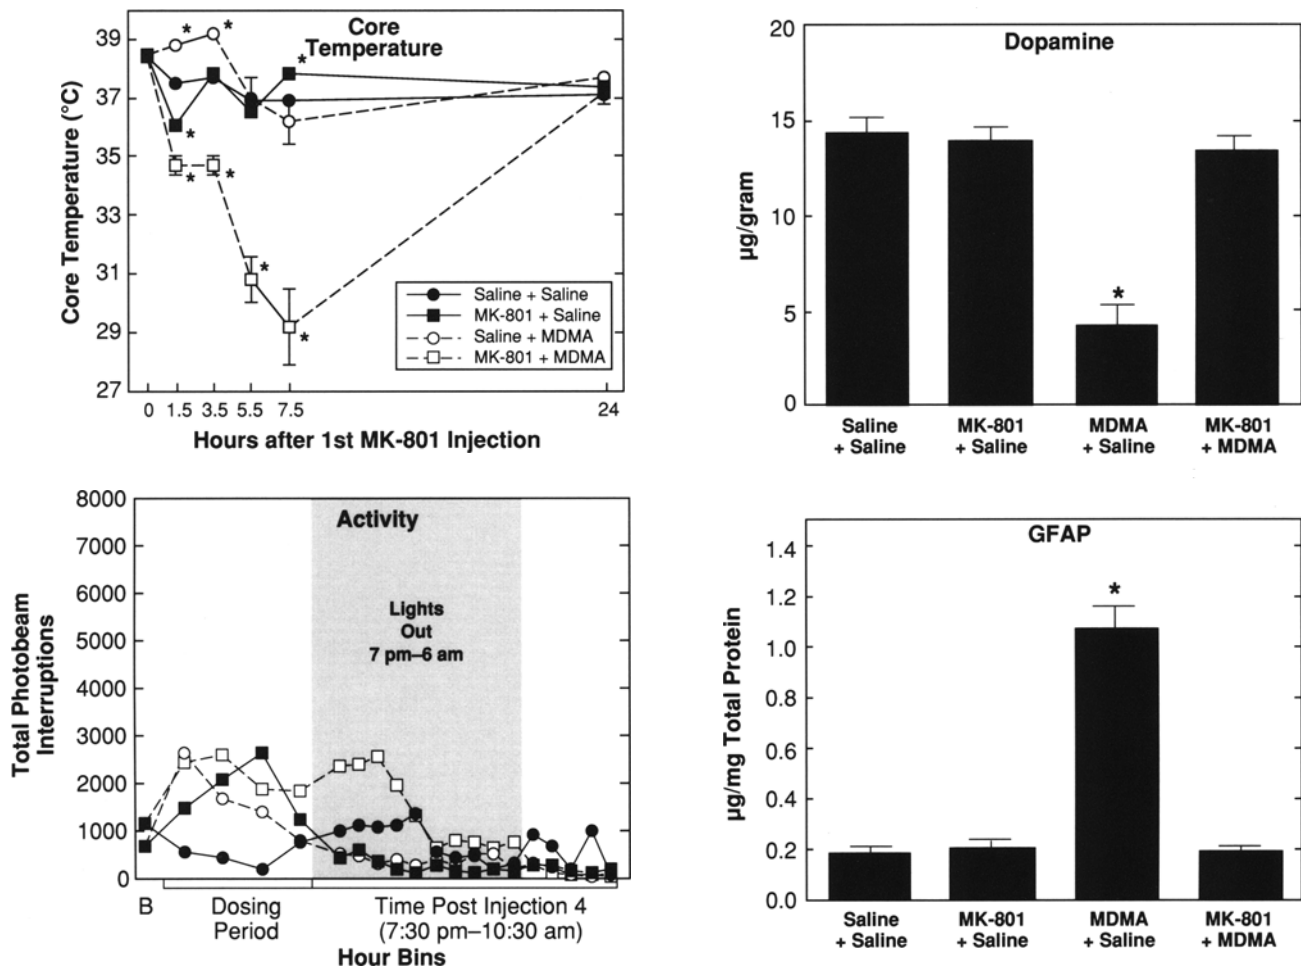 Core
Temperature
Core Temperature (°C)
39
37
35
33
31
29
27
*
*
*
*
*
*
*
*
Saline + Saline
MK-801 + Saline
Saline + MDMA
MK-801 + MDMA
0 1.5 3.5 5.5 7.5 24
Hours after 1st MK-801 Injection
Dopamine
µg/gram
20
15
10
5
0
*
Saline
+ Saline
MK-801
+ Saline
MDMA
+ Saline
MK-801
+ MDMA
Activity
Total Photobeam
Interruptions
8000
7000
6000
5000
4000
3000
2000
1000
0
Lights
Out
7 pm–6 am
B
Dosing
Period
Time Post Injection 4
(7:30 pm–10:30 am)
Hour Bins
GFAP
µg/mg Total Protein
1.4
1.2
1.0
0.8
0.6
0.4
0.2
0.0
*
Saline
+ Saline
MK-801
+ Saline
MDMA
+ Saline
MK-801
+ MDMA